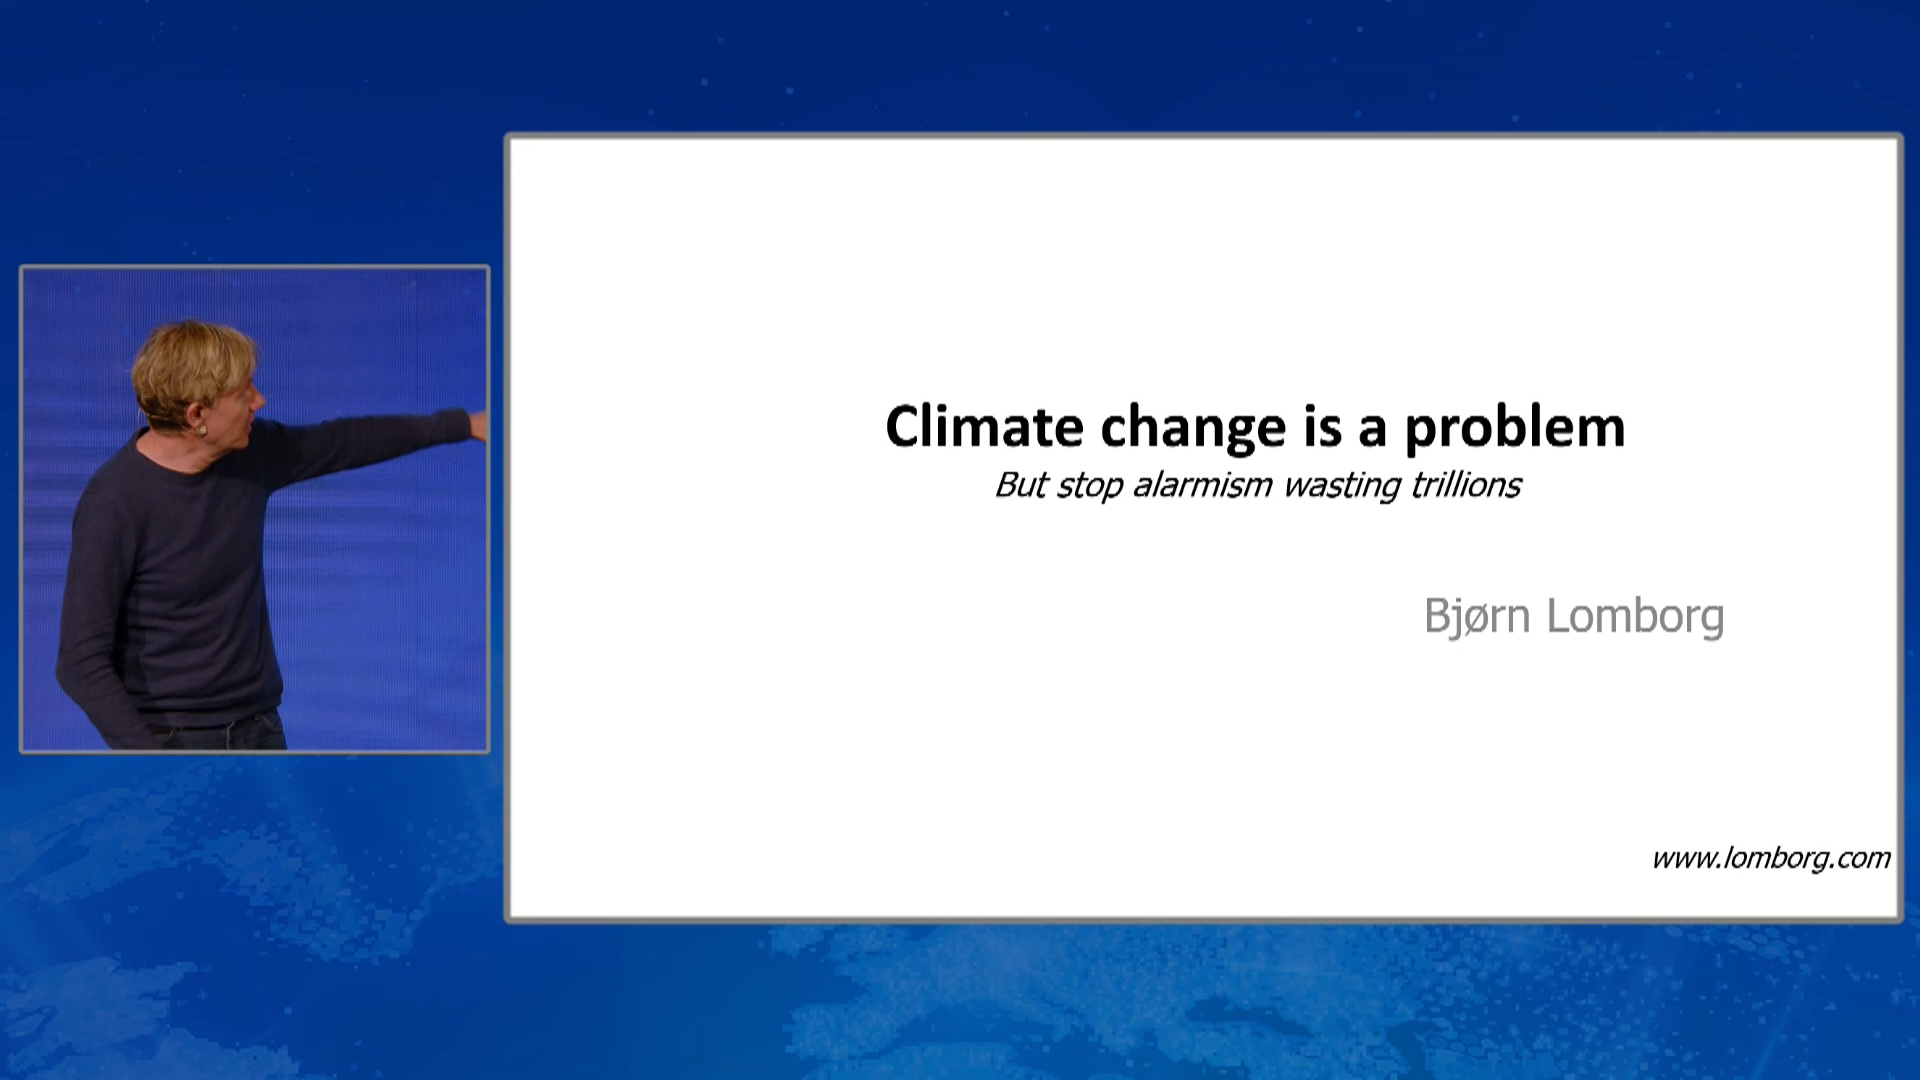 Climate change is a problem
But stop alarmism wasting trillions
Bjørn Lomborg
www.lomborg.com